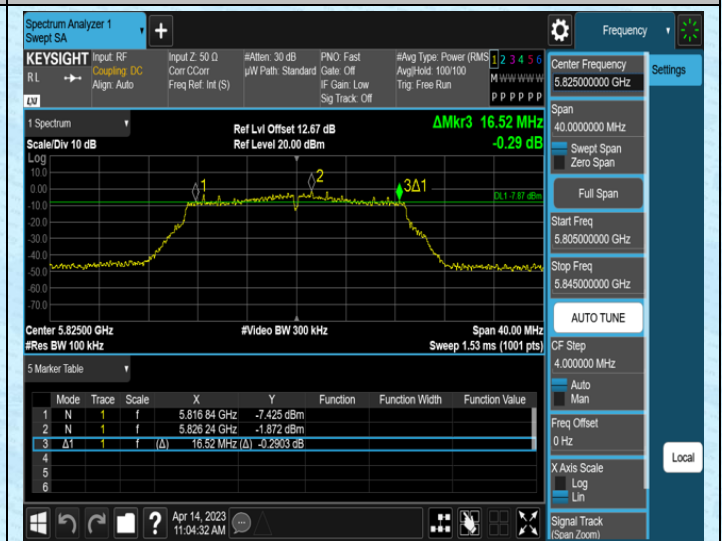 Spectrum Analyzer 1
Swept SA
+
Frequency
KEYSIGHT
RL
LXI
Input: RF
Coupling: DC
Align: Auto
Input Z: 50 Ω
Corr CCorr
Freq Ref: Int (S)
#Atten: 30 dB
µW Path: Standard
PNO: Fast
Gate: Off
IF Gain: Low
Sig Track: Off
#Avg Type: Power (RMS
Avg|Hold: 100/100
Trig: Free Run
1 2 3 4 5 6
M W W W W W
P P P P P P
1 Spectrum
Scale/Div 10 dB
Ref Lvl Offset 12.67 dB
Ref Level 20.00 dBm
ΔMkr3 16.52 MHz
-0.29 dB
Log
10.0
0.00
-10.0
-20.0
-30.0
-40.0
-50.0
-60.0
-70.0
1
2
3Δ1
DL1 -7.87 dBm
Center 5.82500 GHz
#Res BW 100 kHz
#Video BW 300 kHz
Span 40.00 MHz
Sweep 1.53 ms (1001 pts)
5 Marker Table
Mode Trace Scale X Y Function Function Width Function Value
1 N 1 f 5.816 84 GHz -7.425 dBm
2 N 1 f 5.826 24 GHz -1.872 dBm
3 Δ1 1 f (Δ) 16.52 MHz (Δ) -0.2903 dB
4
5
6
?
Apr 14, 2023
11:04:32 AM
Center Frequency
5.825000000 GHz
Settings
Span
40.0000000 MHz
Swept Span
Zero Span
Full Span
Start Freq
5.805000000 GHz
Stop Freq
5.845000000 GHz
AUTO TUNE
CF Step
4.000000 MHz
Auto
Man
Freq Offset
0 Hz
Local
X Axis Scale
Log
Lin
Signal Track
(Span Zoom)